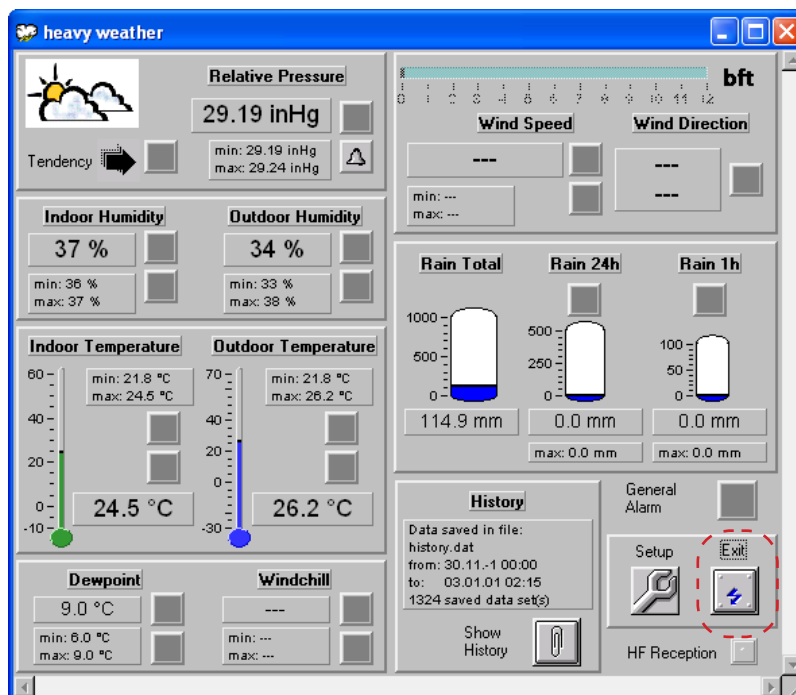 heavy weather
Relative Pressure
29.19 inHg
Tendency
min: 29.19 inHg
max: 29.24 inHg
0 1 2 3 4 5 6 7 8 9 10 11 12
bft
Wind Speed
Wind Direction
---
---
---
min: ---
max: ---
Indoor Humidity
Outdoor Humidity
37 %
34 %
min: 36 %
max: 37 %
min: 33 %
max: 38 %
Rain Total
Rain 24h
Rain 1h
1000
500
0
500
250
0
100
50
0
114.9 mm
0.0 mm
0.0 mm
max: 0.0 mm
max: 0.0 mm
Indoor Temperature
Outdoor Temperature
60
40
20
0
-10
min: 21.8 °C
max: 24.5 °C
24.5 °C
70
40
20
0
-30
min: 21.8 °C
max: 26.2 °C
26.2 °C
Dewpoint
Windchill
9.0 °C
---
min: 6.0 °C
max: 9.0 °C
min: ---
max: ---
History
Data saved in file:
history.dat
from: 30.11.-1 00:00
to: 03.01.01 02:15
1324 saved data set(s)
Show
History
General
Alarm
Setup
Exit
HF Reception